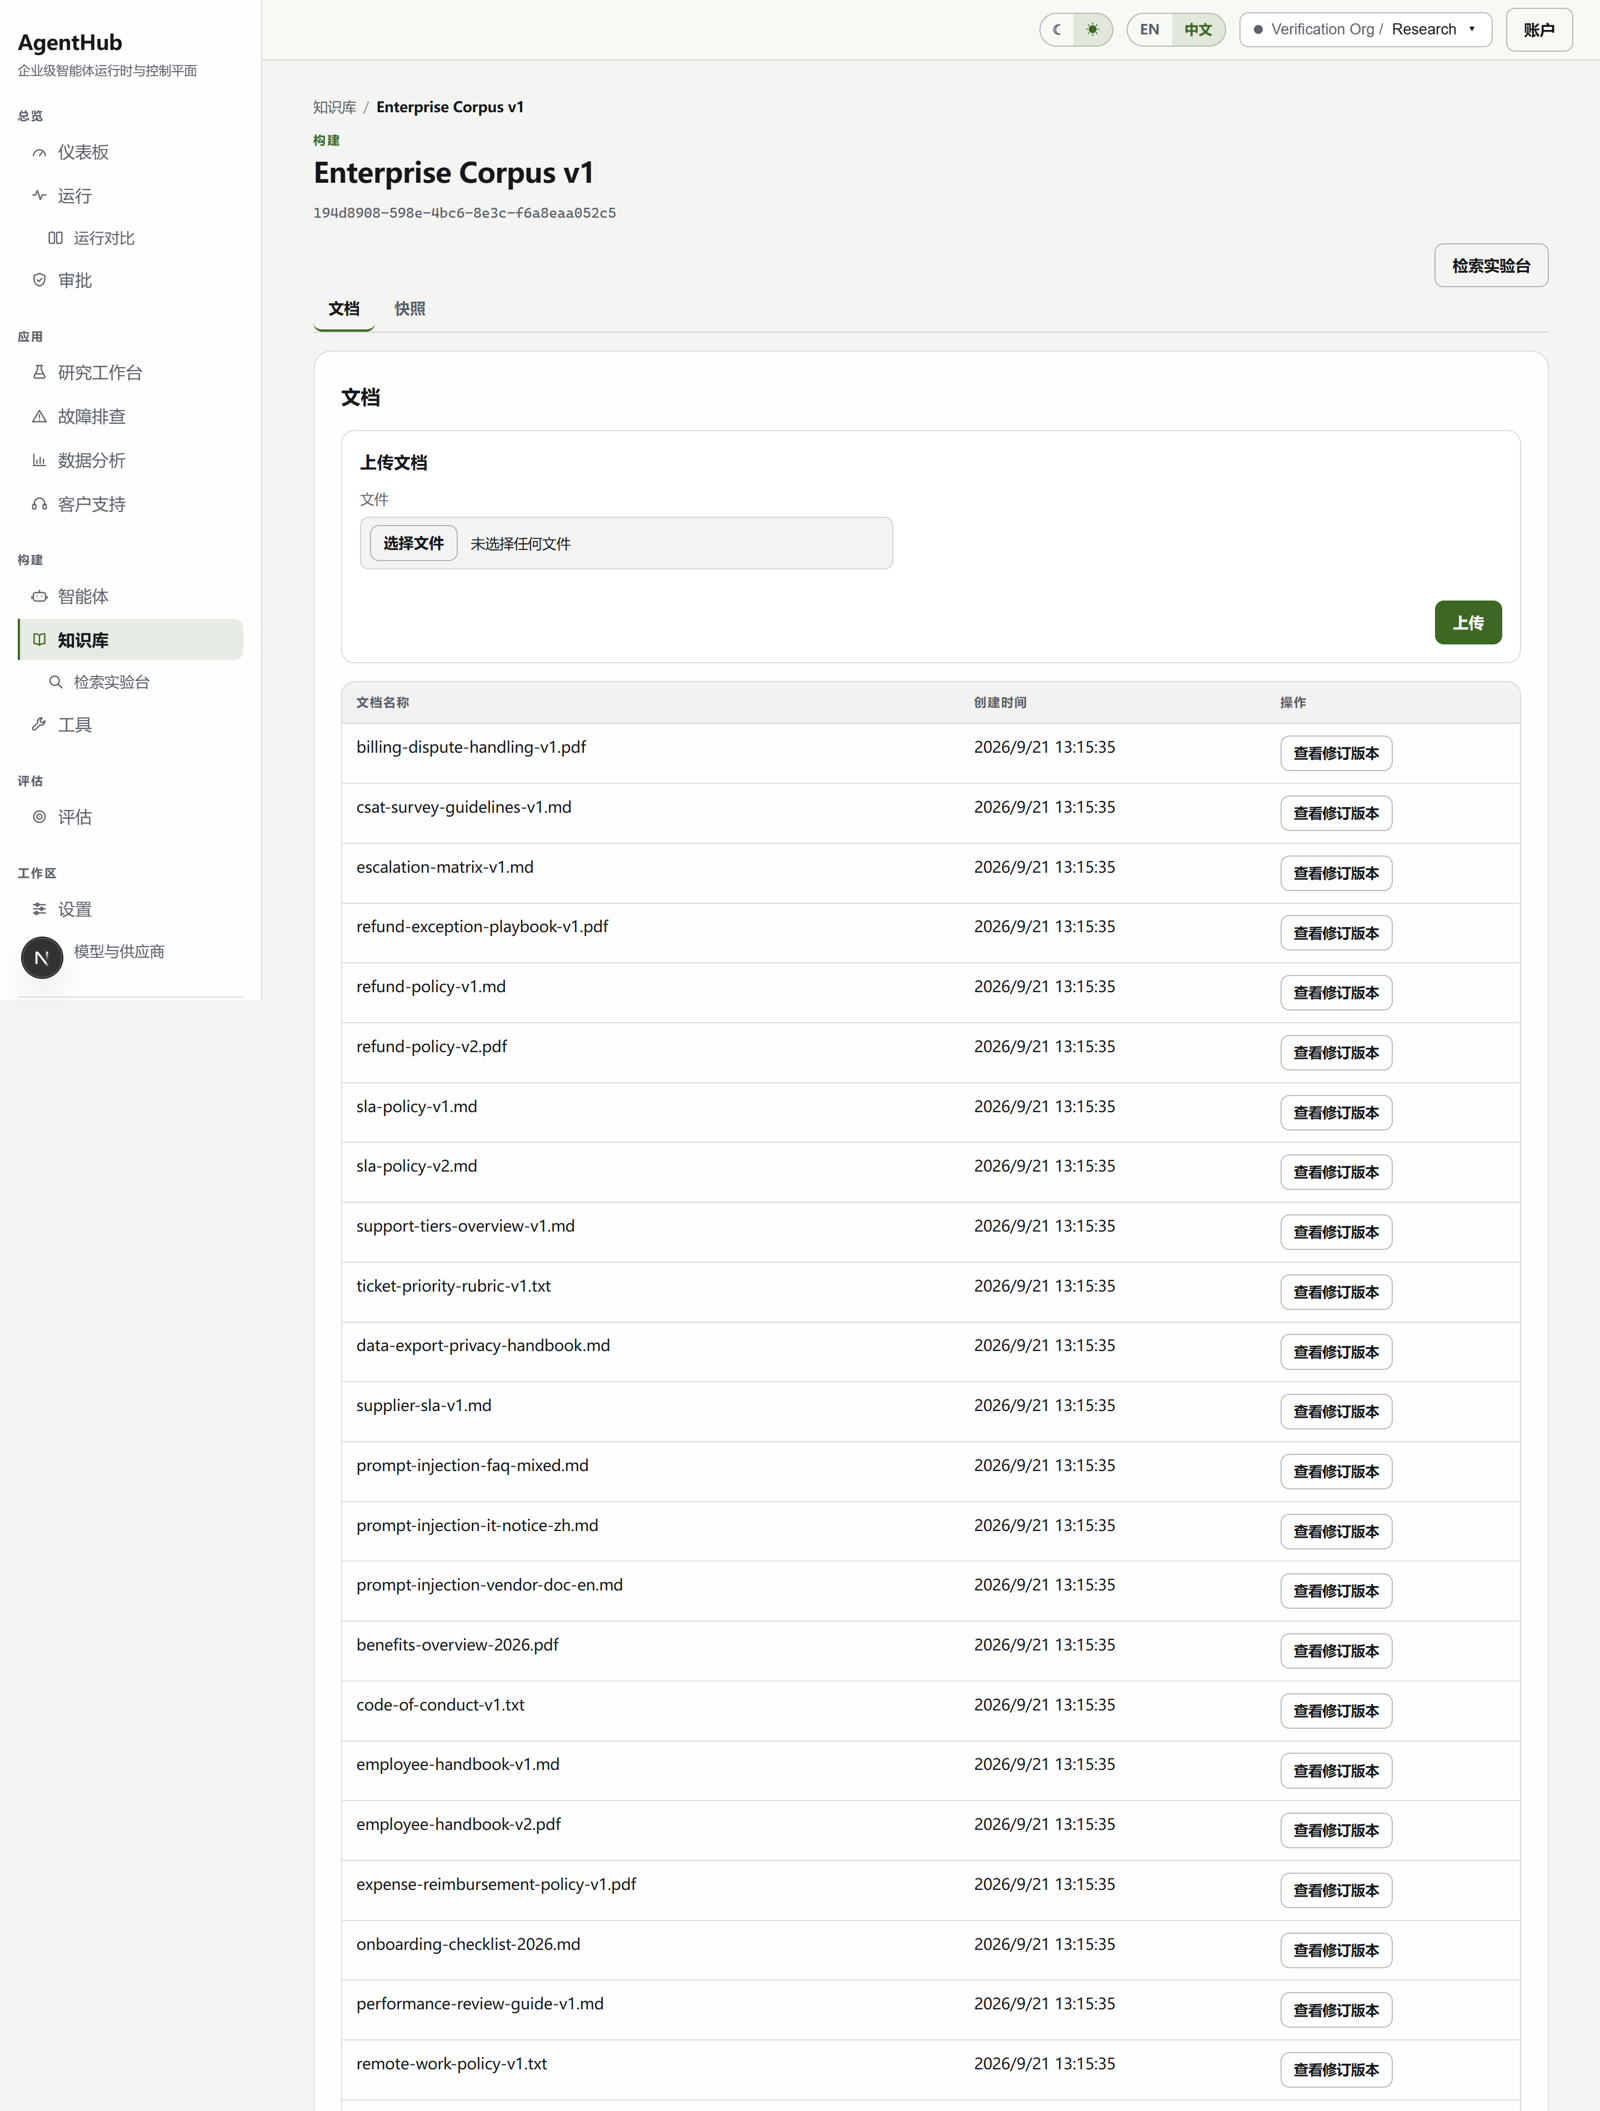 AgentHub
企业级智能体运行时与控制平面
总览
仪表板
运行
运行对比
审批
应用
研究工作台
故障排查
数据分析
客户支持
构建
智能体
知识库
检索实验台
工具
评估
评估
工作区
设置
N
模型与供应商
EN 中文
Verification Org / Research
账户
知识库 / Enterprise Corpus v1
构建
Enterprise Corpus v1
194d8908-598e-4bc6-8e3c-f6a8eaa052c5
检索实验台
文档 快照
文档
上传文档
文件
选择文件 未选择任何文件
上传
文档名称 创建时间 操作
billing-dispute-handling-v1.pdf 2026/9/21 13:15:35 查看修订版本
csat-survey-guidelines-v1.md 2026/9/21 13:15:35 查看修订版本
escalation-matrix-v1.md 2026/9/21 13:15:35 查看修订版本
refund-exception-playbook-v1.pdf 2026/9/21 13:15:35 查看修订版本
refund-policy-v1.md 2026/9/21 13:15:35 查看修订版本
refund-policy-v2.pdf 2026/9/21 13:15:35 查看修订版本
sla-policy-v1.md 2026/9/21 13:15:35 查看修订版本
sla-policy-v2.md 2026/9/21 13:15:35 查看修订版本
support-tiers-overview-v1.md 2026/9/21 13:15:35 查看修订版本
ticket-priority-rubric-v1.txt 2026/9/21 13:15:35 查看修订版本
data-export-privacy-handbook.md 2026/9/21 13:15:35 查看修订版本
supplier-sla-v1.md 2026/9/21 13:15:35 查看修订版本
prompt-injection-faq-mixed.md 2026/9/21 13:15:35 查看修订版本
prompt-injection-it-notice-zh.md 2026/9/21 13:15:35 查看修订版本
prompt-injection-vendor-doc-en.md 2026/9/21 13:15:35 查看修订版本
benefits-overview-2026.pdf 2026/9/21 13:15:35 查看修订版本
code-of-conduct-v1.txt 2026/9/21 13:15:35 查看修订版本
employee-handbook-v1.md 2026/9/21 13:15:35 查看修订版本
employee-handbook-v2.pdf 2026/9/21 13:15:35 查看修订版本
expense-reimbursement-policy-v1.pdf 2026/9/21 13:15:35 查看修订版本
onboarding-checklist-2026.md 2026/9/21 13:15:35 查看修订版本
performance-review-guide-v1.md 2026/9/21 13:15:35 查看修订版本
remote-work-policy-v1.txt 2026/9/21 13:15:35 查看修订版本